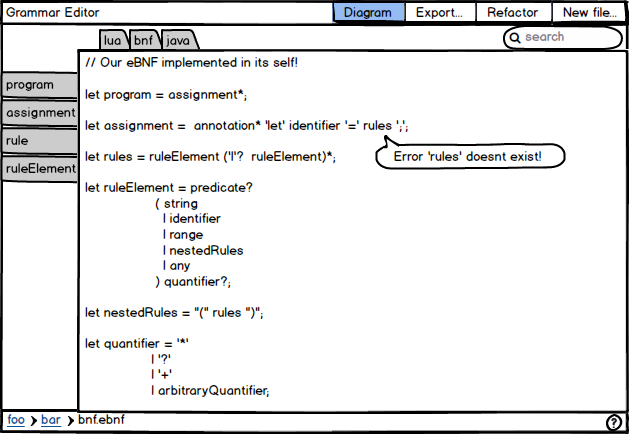 Grammar Editor Diagram Export... Refactor New file...
lua bnf java search
// Our eBNF implemented in its self!
program
let program = assignment*;
assignment
let assignment = annotation* 'let' identifier '=' rules ';';
rule
let rules = ruleElement ('|'? ruleElement)*;
Error 'rules' doesnt exist!
ruleElement
let ruleElement = predicate?
( string
| identifier
| range
| nestedRules
| any
) quantifier?;
let nestedRules = "(" rules ")";
let quantifier = '*'
| '?'
| '+'
| arbitraryQuantifier;
foo > bar > bnf.ebnf ?